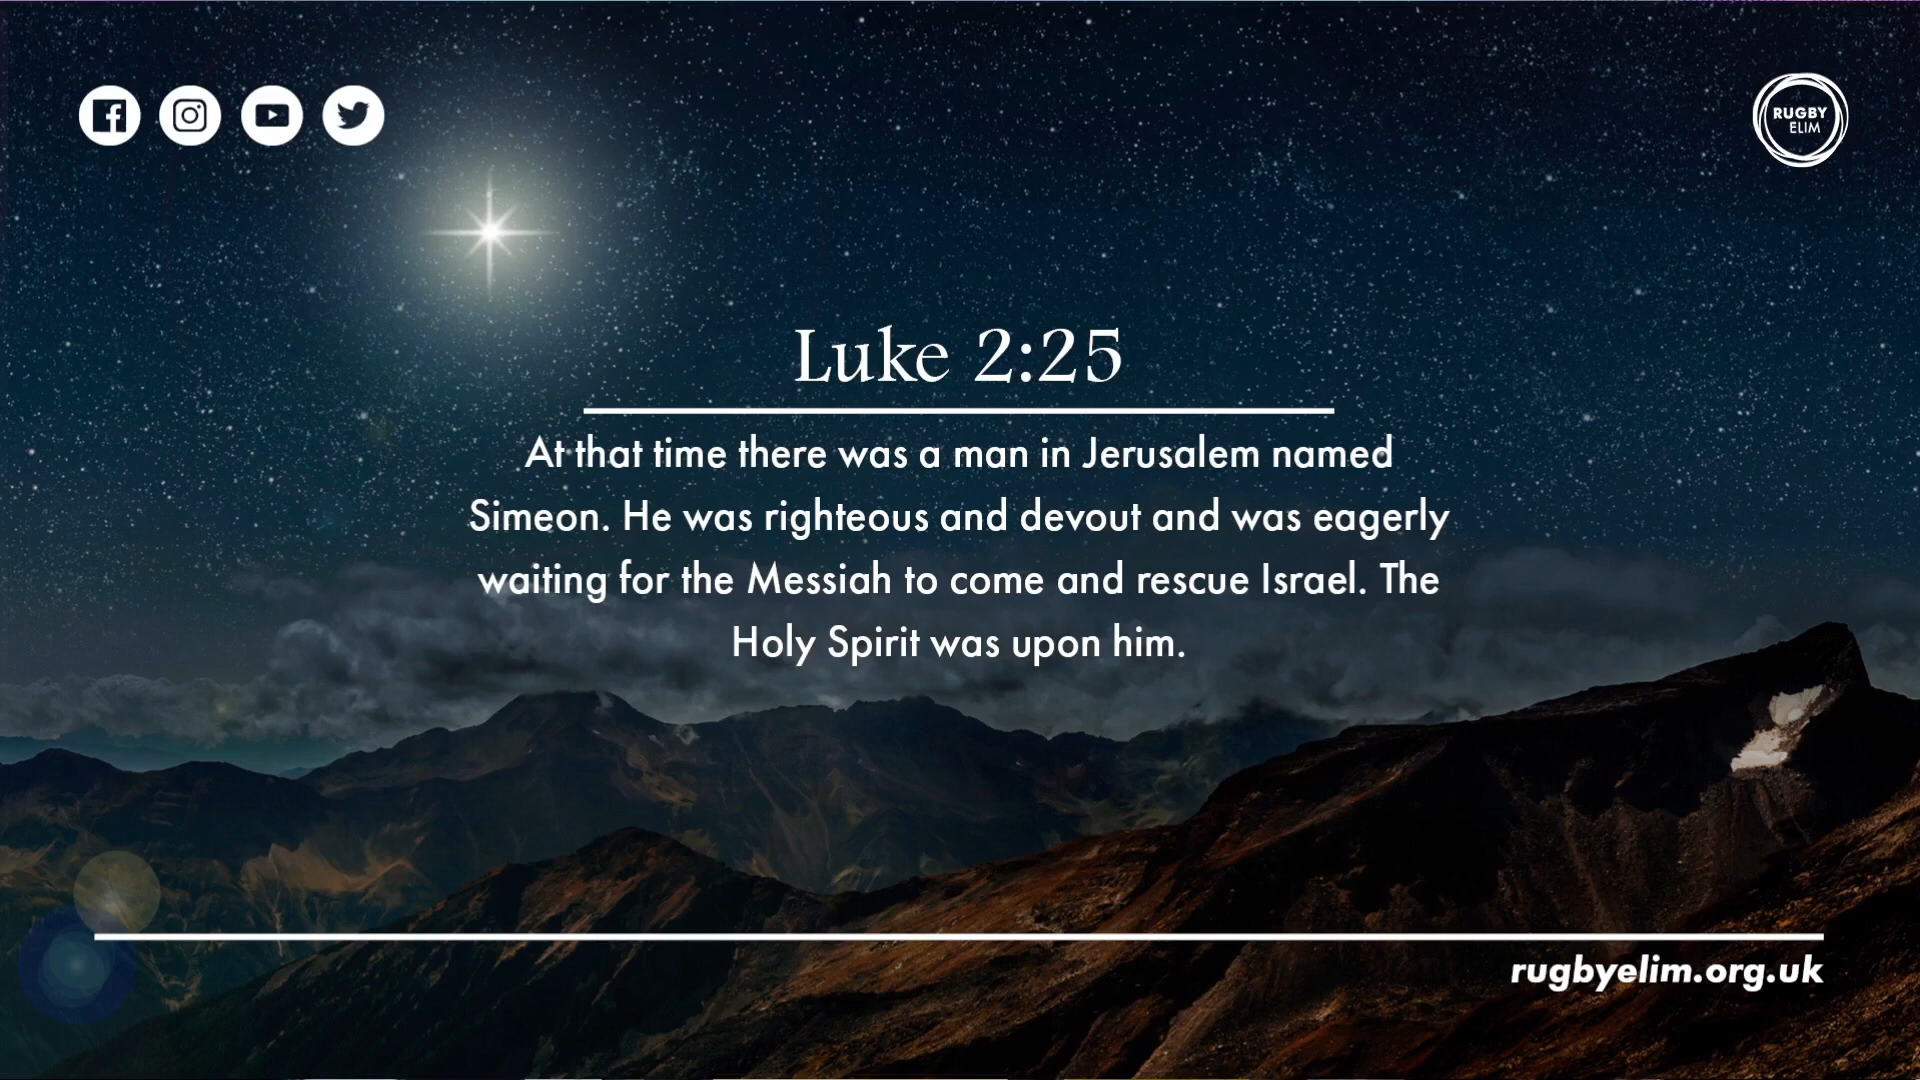 RUGBY
ELIM
Luke 2:25
At that time there was a man in Jerusalem named
Simeon. He was righteous and devout and was eagerly
waiting for the Messiah to come and rescue Israel. The
Holy Spirit was upon him.
rugbyelim.org.uk